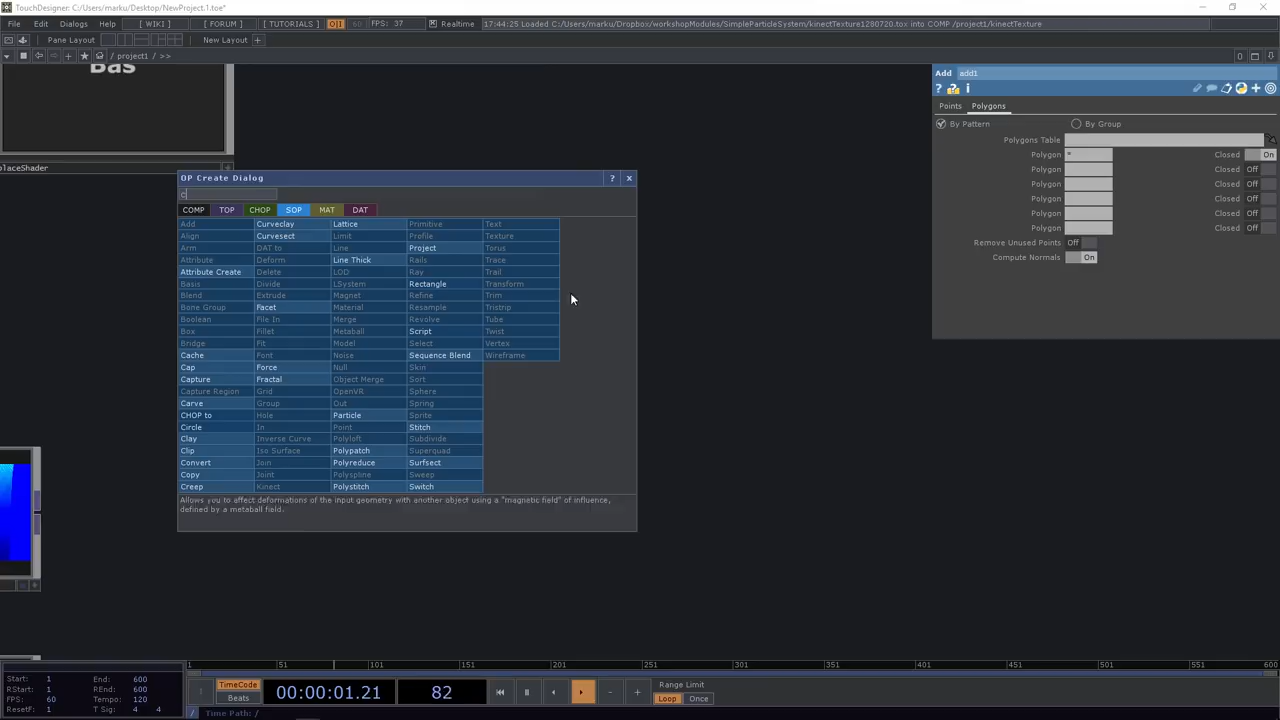 TouchDesigner: C:/Users/marku/Desktop/NewProject.1.toe*
File Edit Dialogs [ WIKI ] [ FORUM ] [ TUTORIALS ] O|I 60 FPS: 37 Realtime 17:44:25 Loaded C:/Users/marku/Dropbox/workshopModules/SimpleParticleSystem/kinectTexture1280720.tox into COMP /project1/kinectTexture
Pane Layout New Layout +
/ project1 / >>
Bas
placeShader
OP Create Dialog ? x
c
COMP TOP CHOP SOP MAT DAT
Add Curveclay Lattice Primitive Text
Align Curvesect Limit Profile Texture
Arm DAT to Line Project Torus
Attribute Deform Line Thick Rails Trace
Attribute Create Delete LOD Ray Trail
Basis Divide LSystem Rectangle Transform
Blend Extrude Magnet Refine Trim
Bone Group Facet Material Resample Tristrip
Boolean File In Merge Revolve Tube
Box Fillet Metaball Script Twist
Bridge Fit Model Select Vertex
Cache Font Noise Sequence Blend Wireframe
Cap Force Null Skin
Capture Fractal Object Merge Sort
Capture Region Grid OpenVR Sphere
Carve Group Out Spring
CHOP to Hole Particle Sprite
Circle In Point Stitch
Clay Inverse Curve Polyloft Subdivide
Clip Iso Surface Polypatch Superquad
Convert Join Polyreduce Surfsect
Copy Joint Polyspline Sweep
Creep Kinect Polystitch Switch
Allows you to affect deformations of the input geometry with another object using a "magnetic field" of influence,
defined by a metaball field.
Add add1
? ? i
Points Polygons
By Pattern By Group
Polygons Table
Polygon * Closed On
Polygon Closed Off
Polygon Closed Off
Polygon Closed Off
Polygon Closed Off
Polygon Closed Off
Remove Unused Points Off
Compute Normals On
1 51 101 151 201 251 301 351 401 451 501 551 600
Start: 1 End: 600
RStart: 1 REnd: 600
FPS: 60 Tempo: 120
ResetF: 1 T Sig: 4 4
TimeCode
Beats
00:00:01.21 82
Range Limit
Loop Once
/ Time Path: /